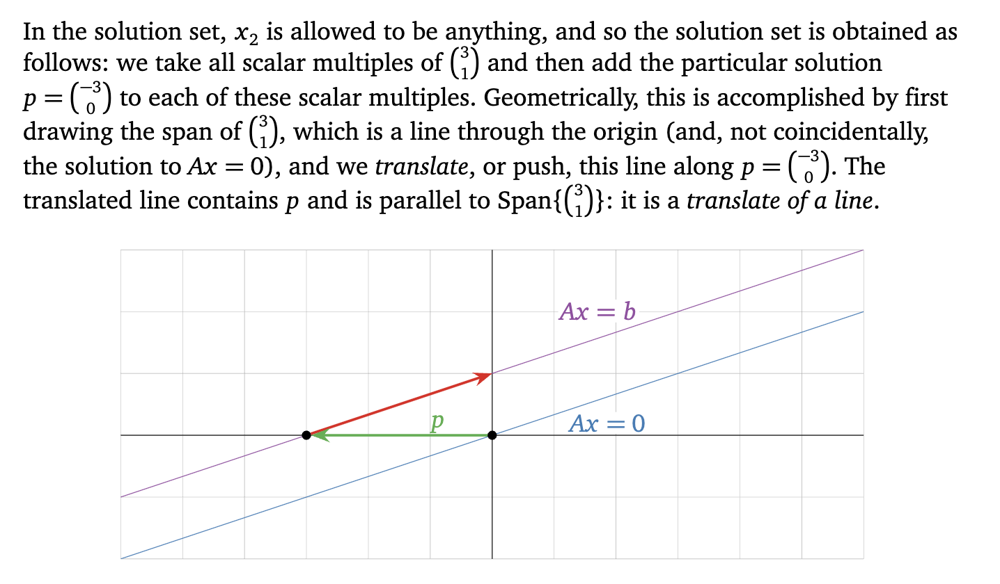 In the solution set, x₂ is allowed to be anything, and so the solution set is obtained as
follows: we take all scalar multiples of (3 1) and then add the particular solution
p = (−3 0) to each of these scalar multiples. Geometrically, this is accomplished by first
drawing the span of (3 1), which is a line through the origin (and, not coincidentally,
the solution to Ax = 0), and we translate, or push, this line along p = (−3 0). The
translated line contains p and is parallel to Span{(3 1)}: it is a translate of a line.
Ax = b
p
Ax = 0